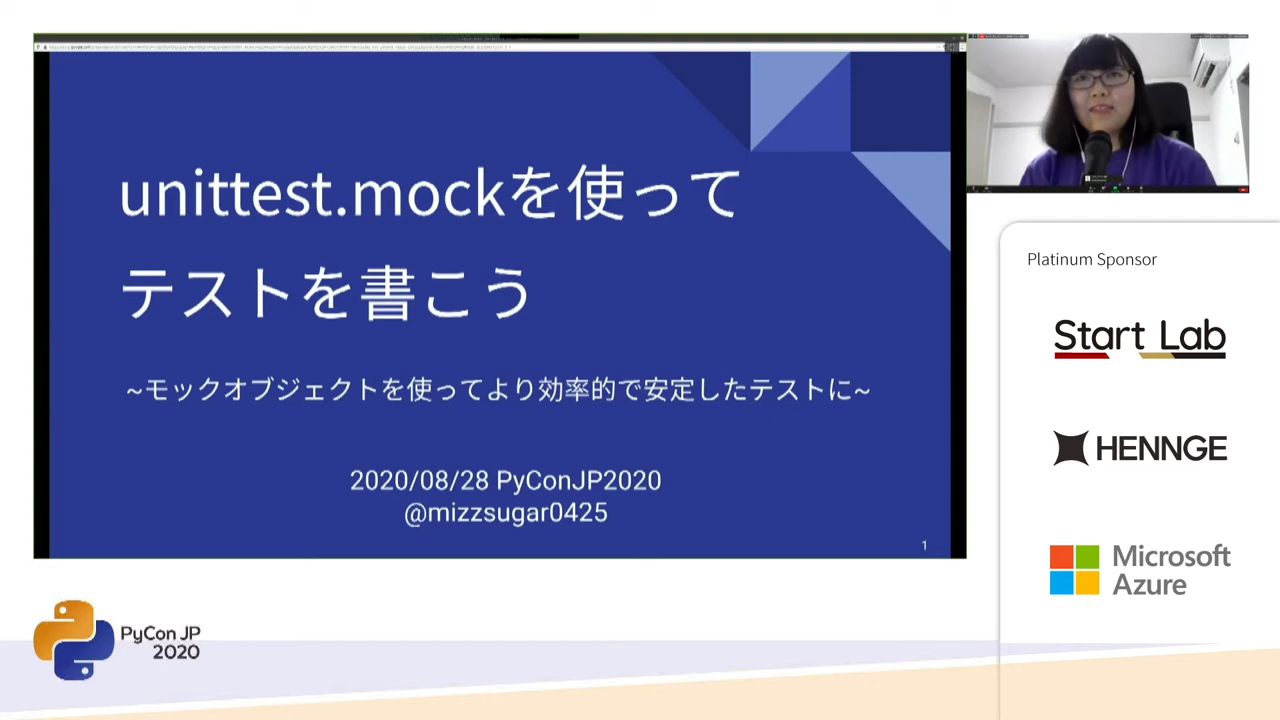 unittest.mockを使って
テストを書こう
~モックオブジェクトを使ってより効率的で安定したテストに~
2020/08/28 PyConJP2020
@mizzsugar0425
1
Platinum Sponsor
Start Lab
HENNGE
Microsoft
Azure
PyCon JP
2020